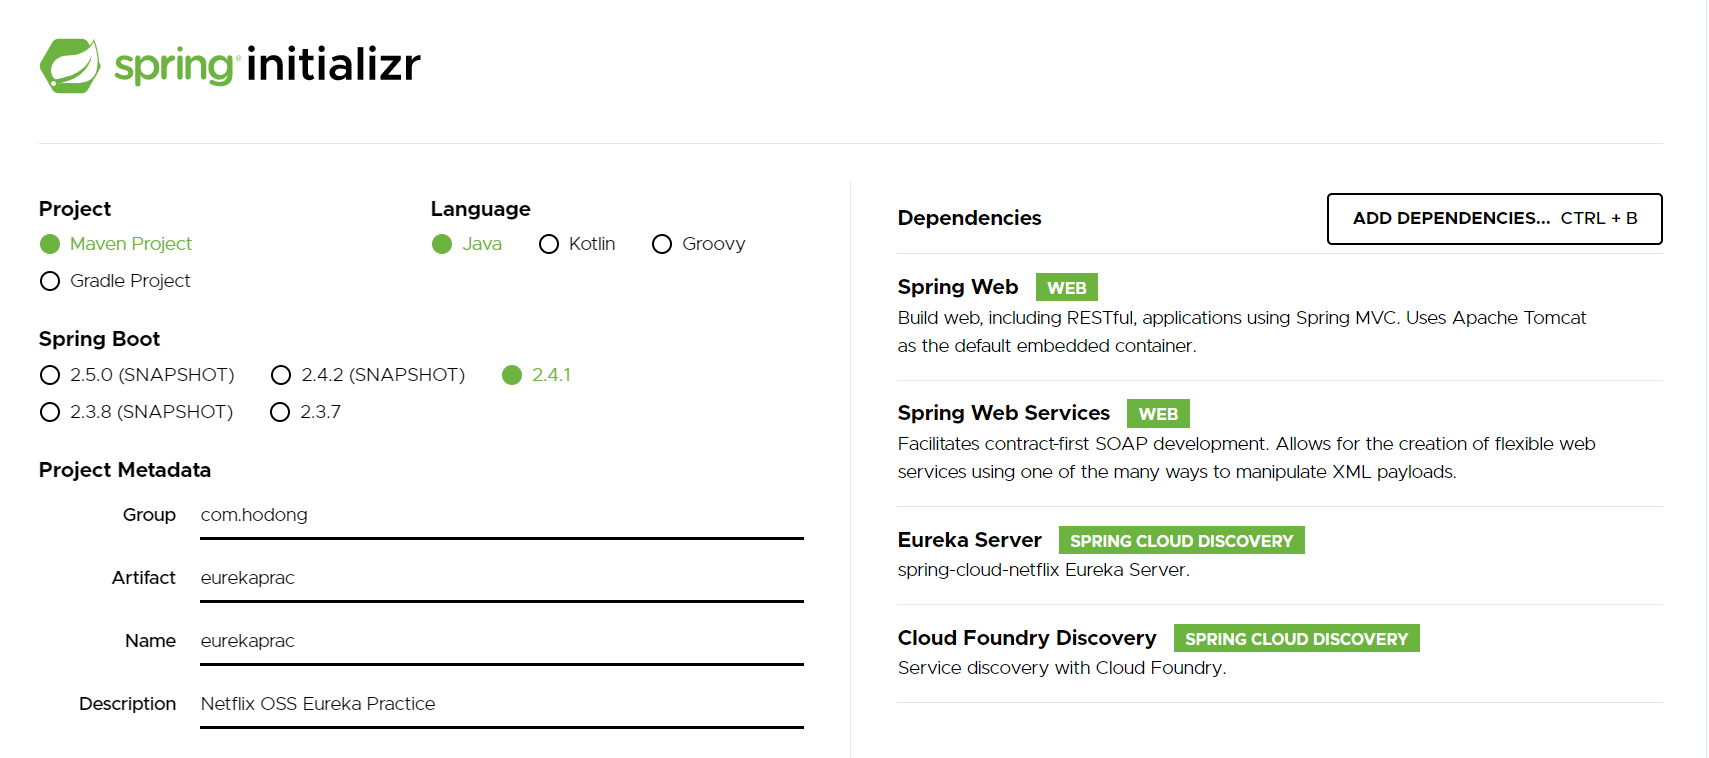 spring initializr
Project
Maven Project
Gradle Project
Language
Java Kotlin Groovy
Spring Boot
2.5.0 (SNAPSHOT) 2.4.2 (SNAPSHOT) 2.4.1
2.3.8 (SNAPSHOT) 2.3.7
Project Metadata
Group com.hodong
Artifact eurekaprac
Name eurekaprac
Description Netflix OSS Eureka Practice
Dependencies ADD DEPENDENCIES... CTRL + B
Spring Web WEB
Build web, including RESTful, applications using Spring MVC. Uses Apache Tomcat
as the default embedded container.
Spring Web Services WEB
Facilitates contract-first SOAP development. Allows for the creation of flexible web
services using one of the many ways to manipulate XML payloads.
Eureka Server SPRING CLOUD DISCOVERY
spring-cloud-netflix Eureka Server.
Cloud Foundry Discovery SPRING CLOUD DISCOVERY
Service discovery with Cloud Foundry.